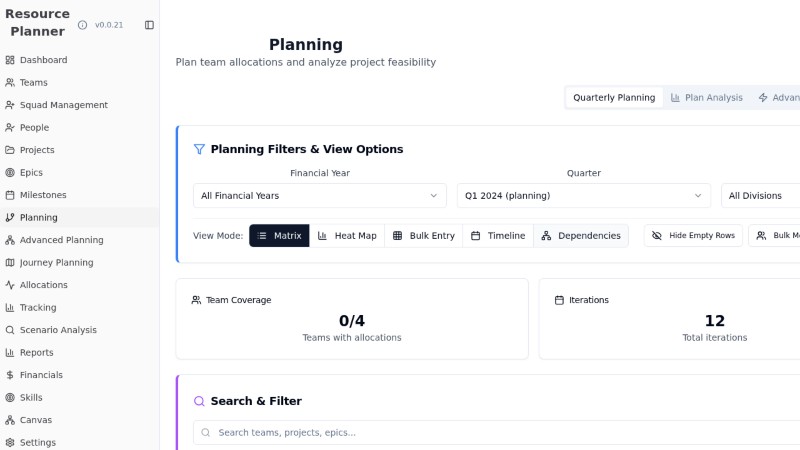 Resource
Planner
v0.0.21
Dashboard
Teams
Squad Management
People
Projects
Epics
Milestones
Planning
Advanced Planning
Journey Planning
Allocations
Tracking
Scenario Analysis
Reports
Financials
Skills
Canvas
Settings
Planning
Plan team allocations and analyze project feasibility
Quarterly Planning Plan Analysis Advan
Planning Filters & View Options
Financial Year Quarter
All Financial Years Q1 2024 (planning) All Divisions
View Mode: Matrix Heat Map Bulk Entry Timeline Dependencies Hide Empty Rows Bulk M
Team Coverage
0/4
Teams with allocations
Iterations
12
Total iterations
Search & Filter
Search teams, projects, epics...